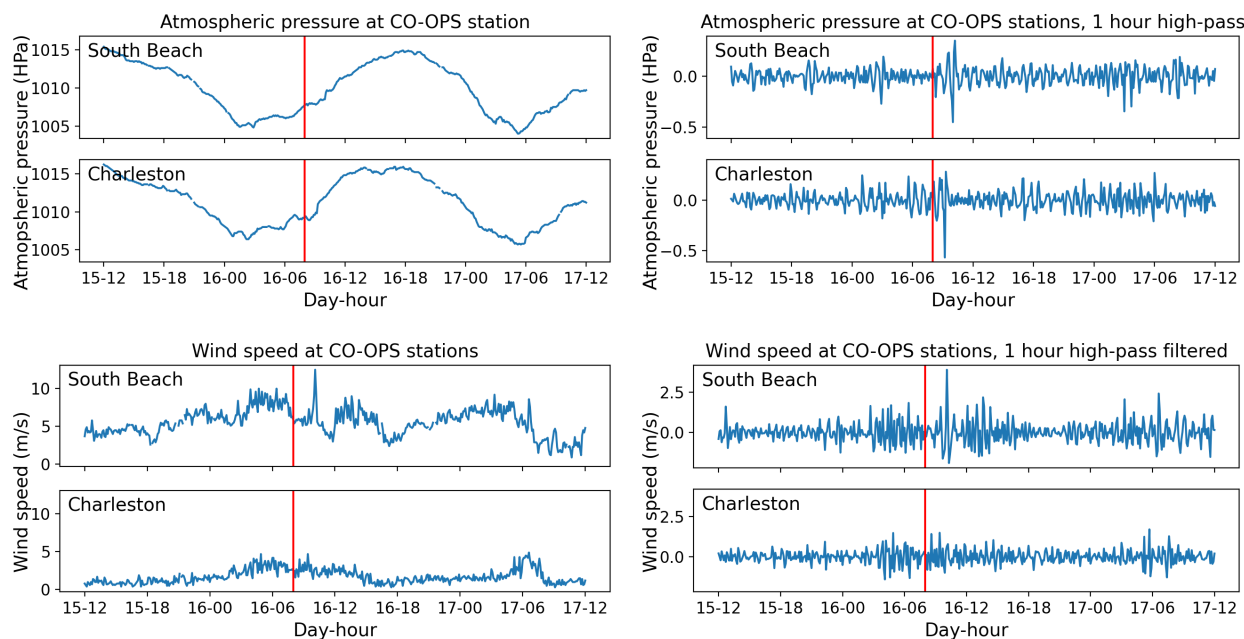 Atmospheric pressure at CO-OPS station
South Beach
1015
1010
1005
Charleston
1015
1010
1005
Atmopsheric pressure (HPa)
15-12 15-18 16-00 16-06 16-12 16-18 17-00 17-06 17-12
Day-hour
Atmospheric pressure at CO-OPS stations, 1 hour high-pass
South Beach
0.0
−0.5
Charleston
0.0
−0.5
Atmopsheric pressure (HPa)
15-12 15-18 16-00 16-06 16-12 16-18 17-00 17-06 17-12
Day-hour
Wind speed at CO-OPS stations
South Beach
10
5
0
Charleston
10
5
0
Wind speed (m/s)
15-12 15-18 16-00 16-06 16-12 16-18 17-00 17-06 17-12
Day-hour
Wind speed at CO-OPS stations, 1 hour high-pass filtered
South Beach
2.5
0.0
Charleston
2.5
0.0
Wind speed (m/s)
15-12 15-18 16-00 16-06 16-12 16-18 17-00 17-06 17-12
Day-hour